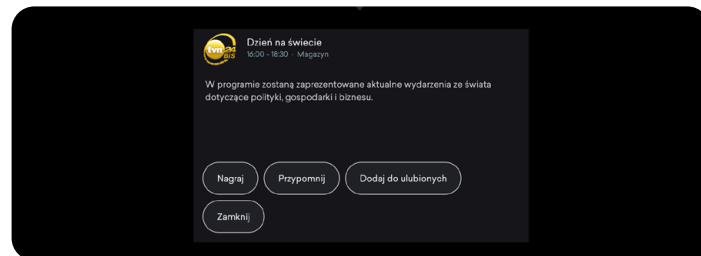 tvn24
BiS
Dzień na świecie
16:00 - 18:30 · Magazyn
W programie zostaną zaprezentowane aktualne wydarzenia ze świata
dotyczące polityki, gospodarki i biznesu.
Nagraj
Przypomnij
Dodaj do ulubionych
Zamknij